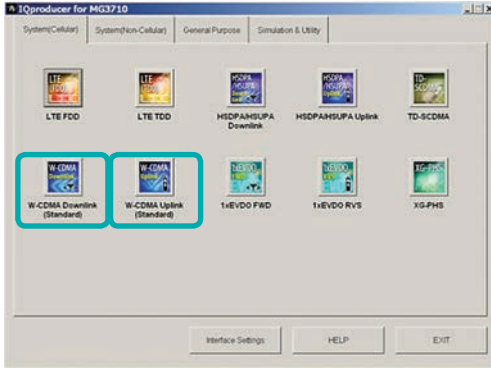 IQproducer for MG3710
System(Cellular) System(Non-Cellular) General Purpose Simulation & Utility
LTE FDD LTE TDD HSDPA/HSUPA Downlink HSDPA/HSUPA Uplink TD-SCDMA
W-CDMA Downlink (Standard) W-CDMA Uplink (Standard) 1xEVDO FWD 1xEVDO RVS XG-PHS
Interface Settings HELP EXIT